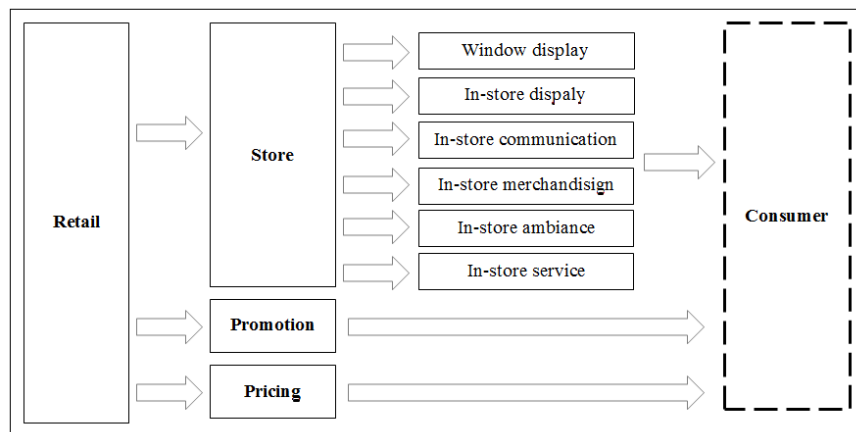 Retail
Store
Window display
In-store dispaly
In-store communication
In-store merchandisign
In-store ambiance
In-store service
Promotion
Pricing
Consumer